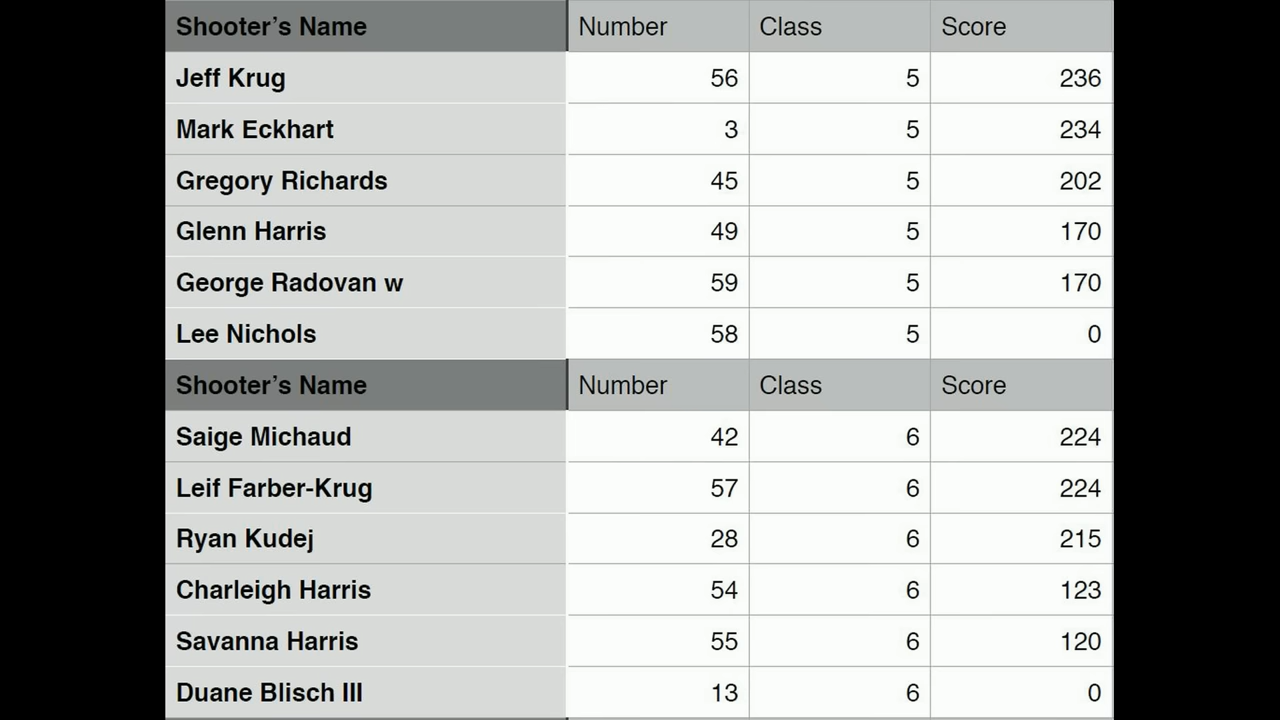 Shooter’s Name Number Class Score
Jeff Krug 56 5 236
Mark Eckhart 3 5 234
Gregory Richards 45 5 202
Glenn Harris 49 5 170
George Radovan w 59 5 170
Lee Nichols 58 5 0
Shooter’s Name Number Class Score
Saige Michaud 42 6 224
Leif Farber-Krug 57 6 224
Ryan Kudej 28 6 215
Charleigh Harris 54 6 123
Savanna Harris 55 6 120
Duane Blisch III 13 6 0